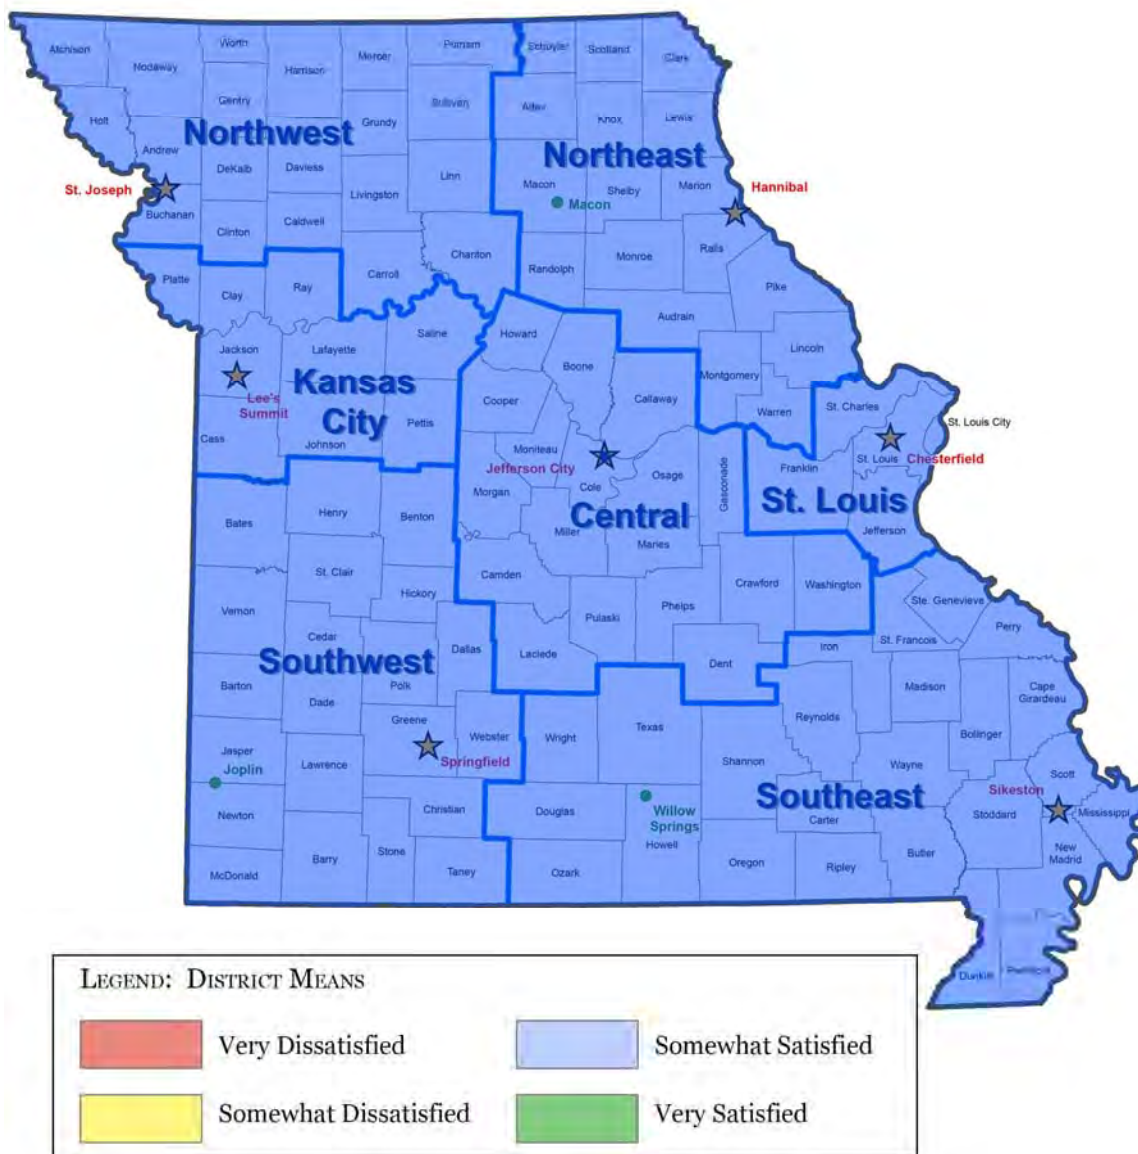 Atchison
Nodaway
Worth
Harrison
Mercer
Putnam
Schuyler
Scotland
Clark
Holt
Gentry
Grundy
Sullivan
Adair
Knox
Lewis
Andrew
Northwest
DeKalb
Daviess
Livingston
Linn
Northeast
Macon
Shelby
Marion
St. Joseph
Hannibal
Macon
Buchanan
Clinton
Caldwell
Carroll
Chariton
Randolph
Monroe
Ralls
Pike
Platte
Clay
Ray
Saline
Howard
Boone
Audrain
Lincoln
Jackson
Lafayette
Kansas
City
Lee's
Summit
Cass
Johnson
Pettis
Cooper
Callaway
Montgomery
Warren
St. Charles
St. Louis City
Moniteau
Jefferson City
Cole
Osage
Gasconade
Franklin
St. Louis
Chesterfield
St. Louis
Morgan
Central
Miller
Maries
Jefferson
Bates
Henry
Benton
St. Clair
Hickory
Camden
Pulaski
Phelps
Crawford
Washington
Ste. Genevieve
St. Francois
Perry
Vernon
Cedar
Southwest
Dallas
Polk
Laclede
Dent
Iron
Barton
Dade
Greene
Webster
Springfield
Wright
Texas
Shannon
Reynolds
Madison
Cape
Girardeau
Bollinger
Jasper
Joplin
Lawrence
Wayne
Scott
Sikeston
Southeast
Carter
Stoddard
Mississippi
New
Madrid
Newton
Christian
Douglas
Willow
Springs
Howell
McDonald
Barry
Stone
Taney
Ozark
Oregon
Ripley
Butler
Dunklin
Pemiscot
LEGEND: DISTRICT MEANS
Very Dissatisfied
Somewhat Satisfied
Somewhat Dissatisfied
Very Satisfied